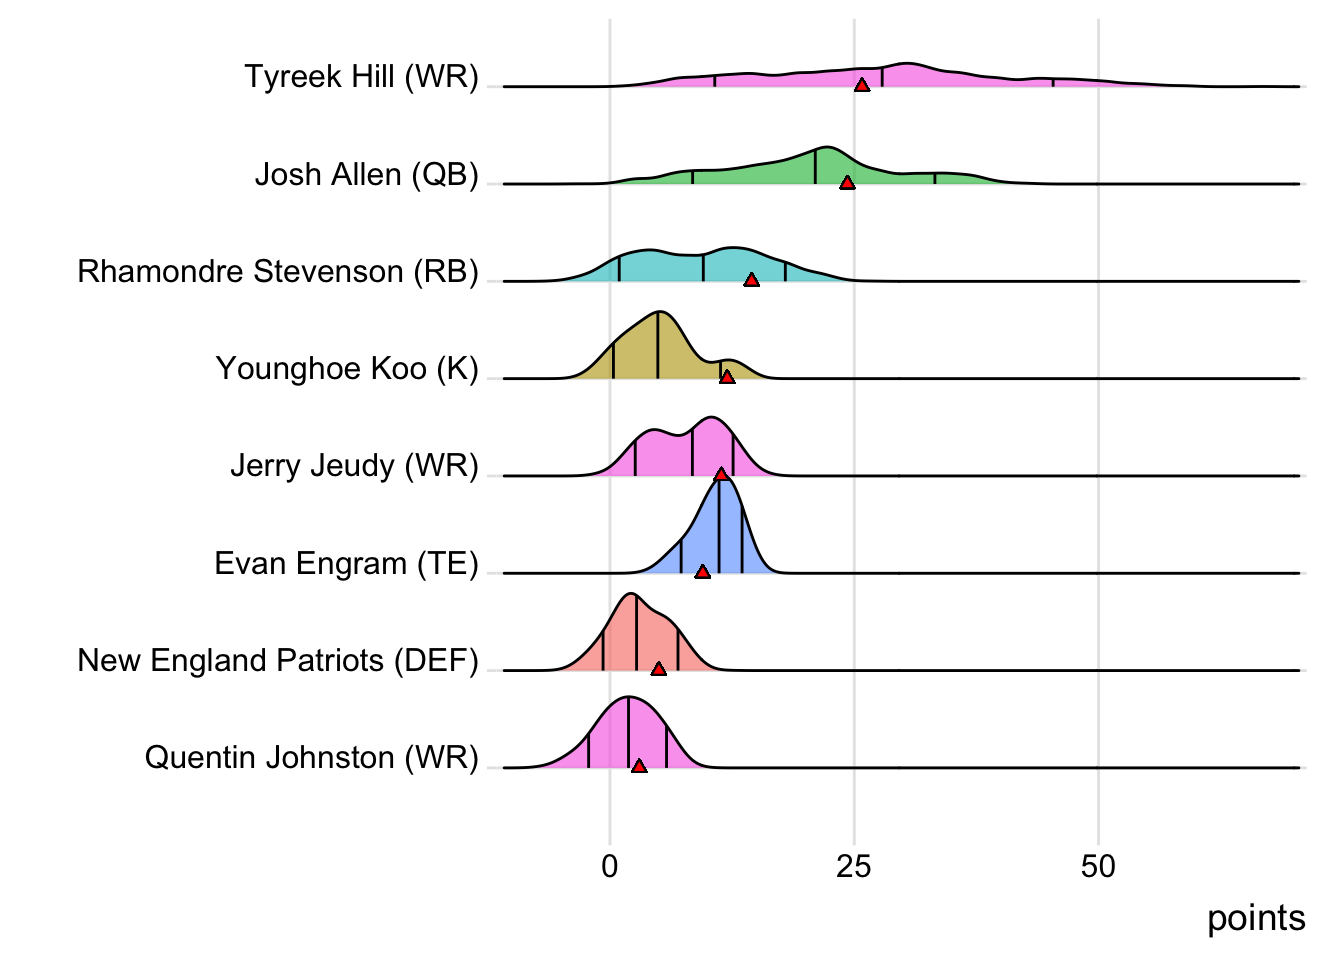 Tyreek Hill (WR)
Josh Allen (QB)
Rhamondre Stevenson (RB)
Younghoe Koo (K)
Jerry Jeudy (WR)
Evan Engram (TE)
New England Patriots (DEF)
Quentin Johnston (WR)
0 25 50
points